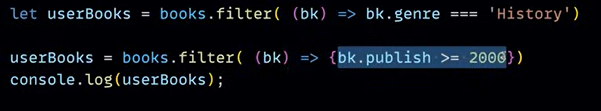 let userBooks = books.filter( (bk) => bk.genre === 'History')
userBooks = books.filter( (bk) => {bk.publish >= 2000})
console.log(userBooks);